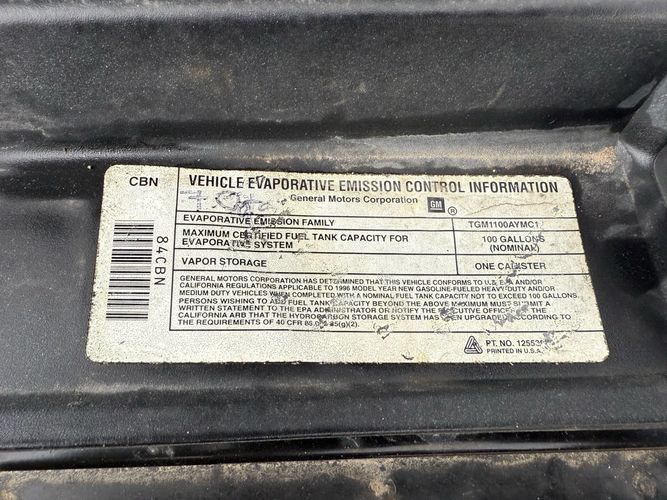 CBN
84CBN
VEHICLE EVAPORATIVE EMISSION CONTROL INFORMATION
General Motors Corporation GM ®
EVAPORATIVE EMISSION FAMILY TGM1100AYMC1
MAXIMUM CERTIFIED FUEL TANK CAPACITY FOR
EVAPORATIVE SYSTEM
100 GALLONS
(NOMINAL)
VAPOR STORAGE ONE CANISTER
GENERAL MOTORS CORPORATION HAS DETERMINED THAT THIS VEHICLE CONFORMS TO U.S. EPA AND/OR
CALIFORNIA REGULATIONS APPLICABLE TO 1996 MODEL YEAR NEW GASOLINE-FUELED HEAVY DUTY AND/OR
MEDIUM DUTY VEHICLES WHEN COMPLETED WITH A NOMINAL FUEL TANK CAPACITY NOT TO EXCEED 100 GALLONS.
PERSONS WISHING TO ADD FUEL TANK CAPACITY BEYOND THE ABOVE MAXIMUM MUST SUBMIT A
WRITTEN STATEMENT TO THE EPA ADMINISTRATOR OR NOTIFY THE EXECUTIVE OFFICER OF THE
CALIFORNIA ARB THAT THE HYDROCARBON STORAGE SYSTEM HAS BEEN UPGRADED ACCORDING TO
THE REQUIREMENTS OF 40 CFR
PT. NO.
PRINTED IN U.S.A.